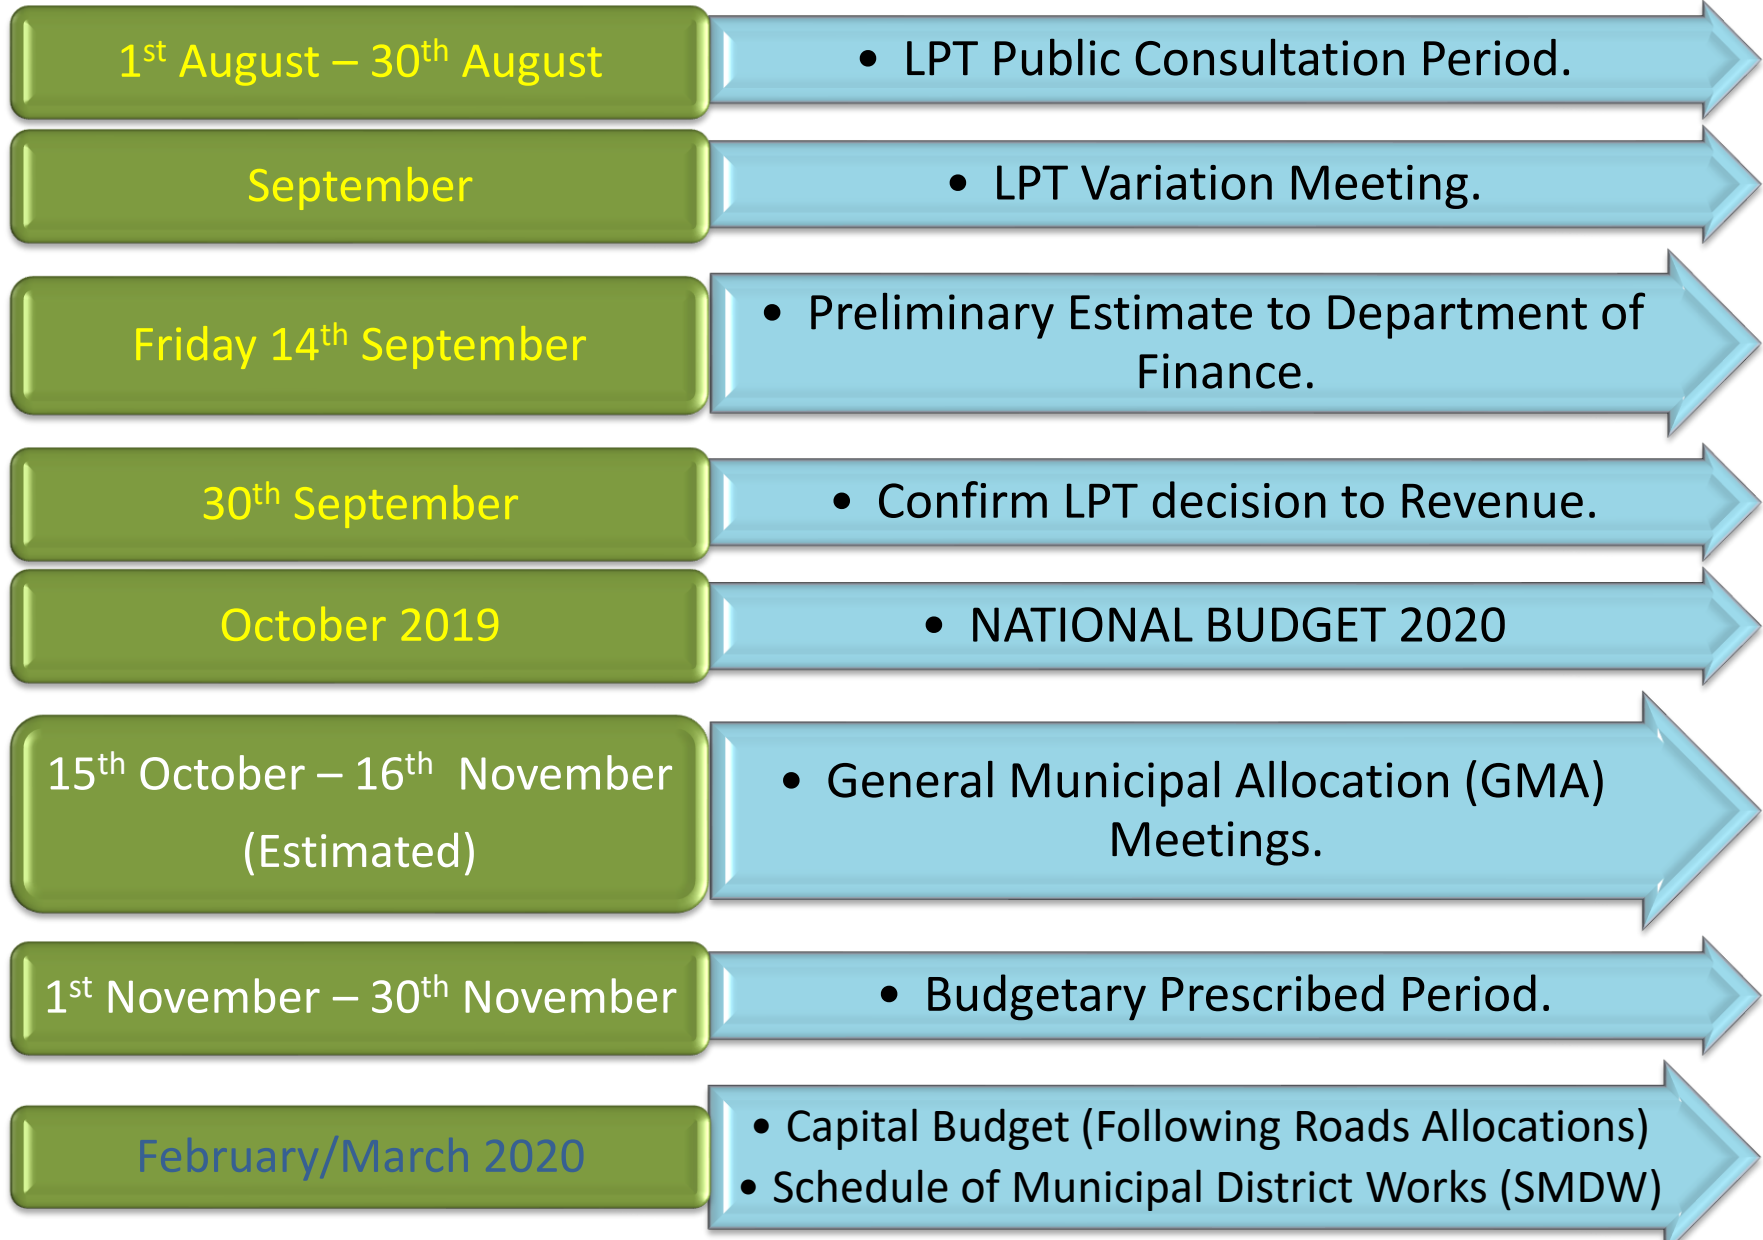 1st August – 30th August
• LPT Public Consultation Period.
September
• LPT Variation Meeting.
Friday 14th September
• Preliminary Estimate to Department of
Finance.
30th September
• Confirm LPT decision to Revenue.
October 2019
• NATIONAL BUDGET 2020
15th October – 16th November
(Estimated)
• General Municipal Allocation (GMA)
Meetings.
1st November – 30th November
• Budgetary Prescribed Period.
February/March 2020
• Capital Budget (Following Roads Allocations)
• Schedule of Municipal District Works (SMDW)